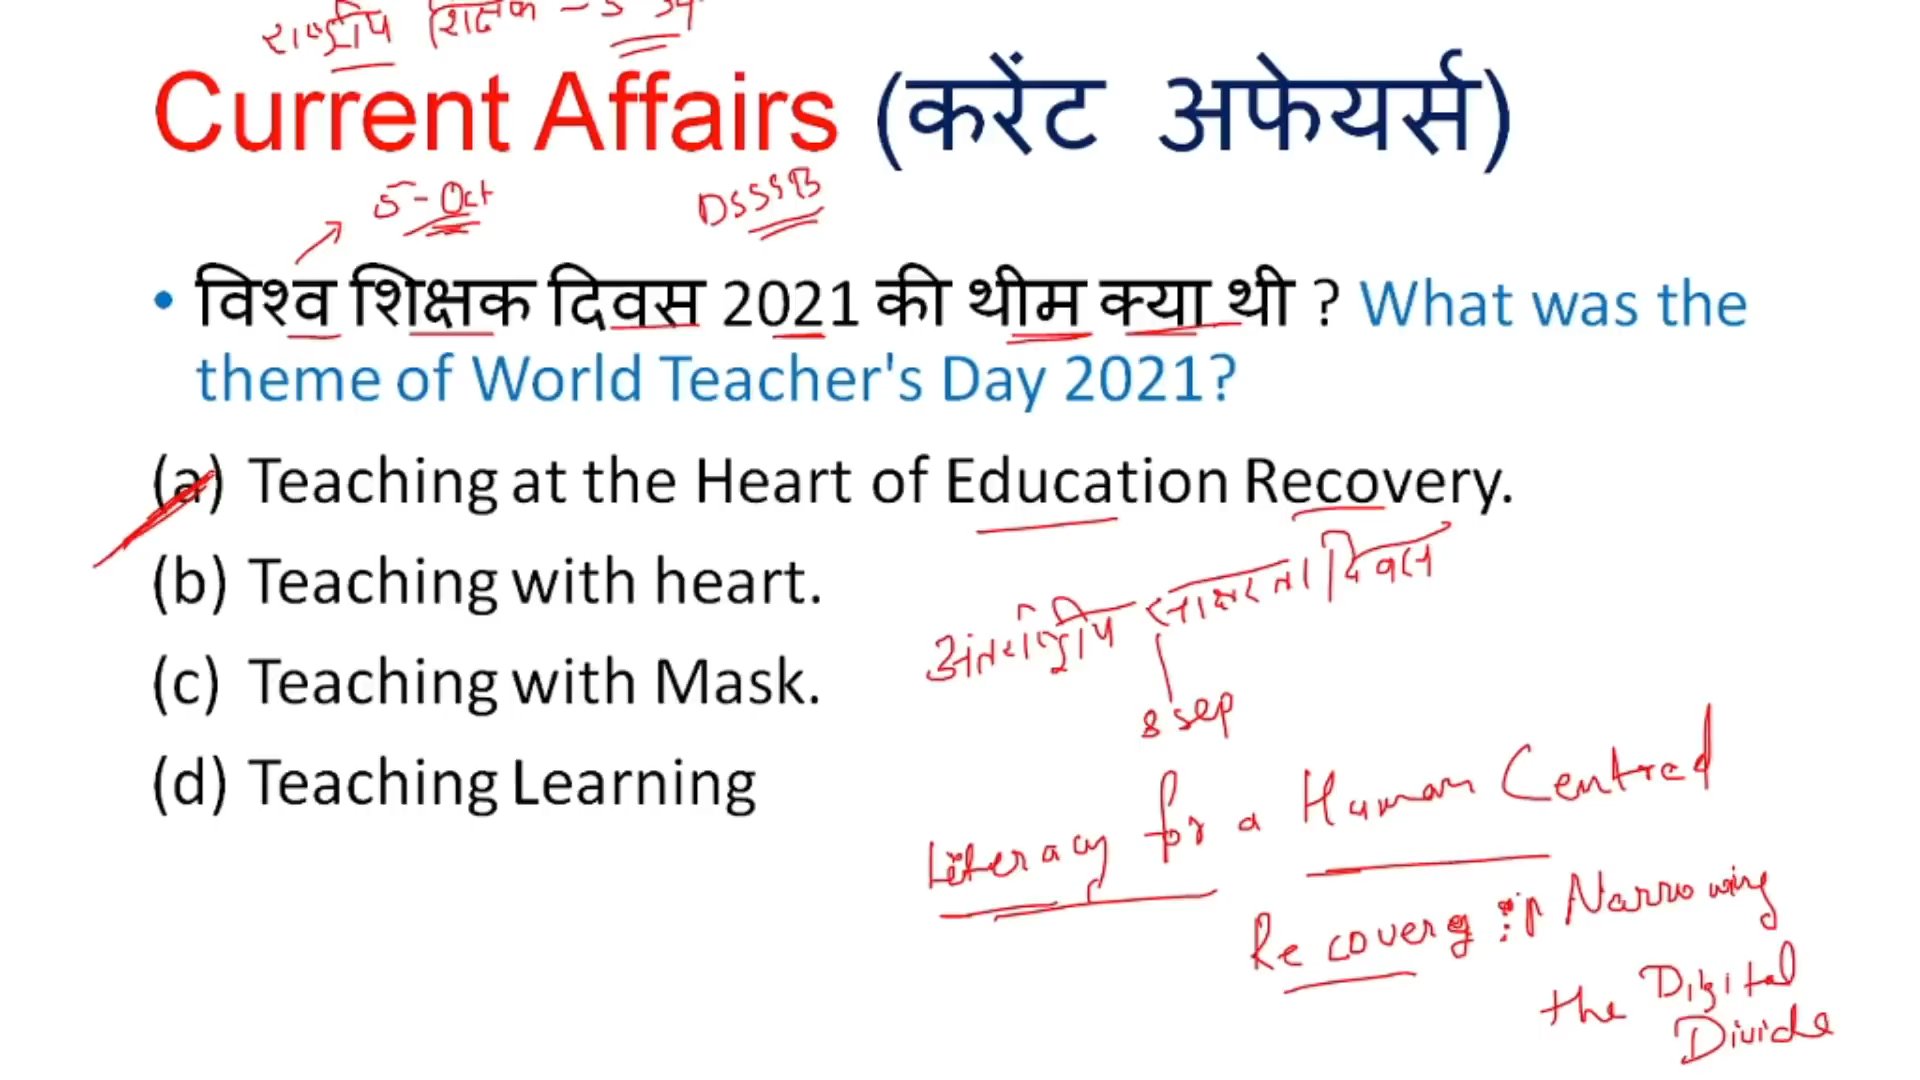 राष्ट्रीय शिक्षक - 5
Current Affairs (करेंट अफेयर्स)
5-Oct
DSSSB
• विश्व शिक्षक दिवस 2021 की थीम क्या थी ? What was the
theme of World Teacher's Day 2021?
(a) Teaching at the Heart of Education Recovery.
(b) Teaching with heart.
(c) Teaching with Mask.
(d) Teaching Learning
अंतर्राष्ट्रीय साक्षरता दिवस
8 sep
Literacy for a Human Centred
Recovery : Narrowing
the Digital
Divide